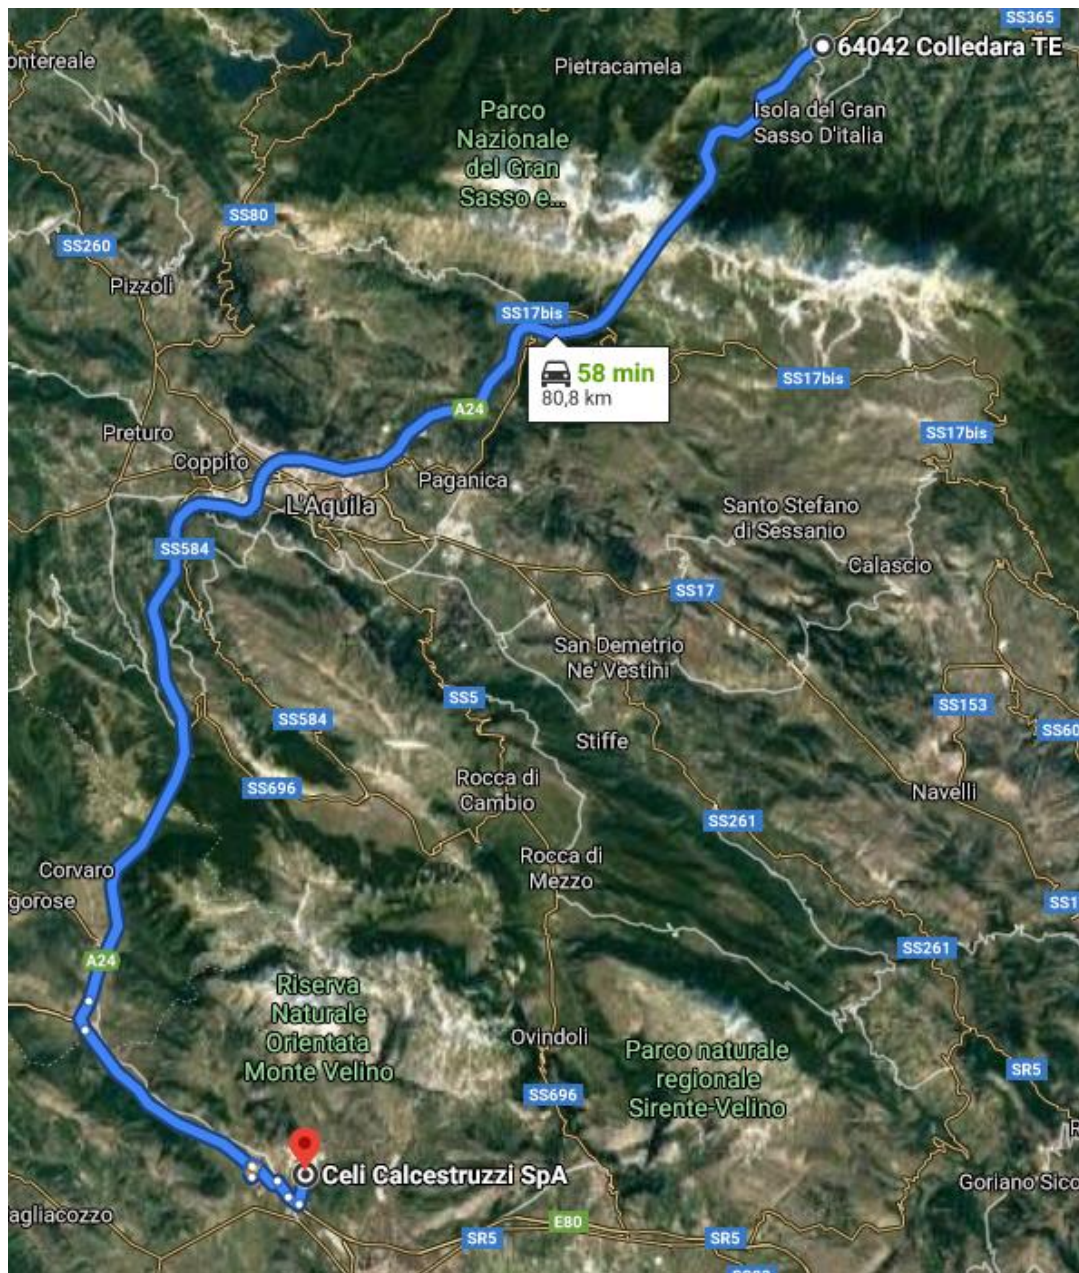 SS365
ontereale
Pietracamela
64042 Colledara TE
Parco
Nazionale
del Gran
Sasso e...
Isola del Gran
Sasso D'italia
SS80
SS260
Pizzoli
SS17bis
58 min
80,8 km
SS17bis
A24
Preturo
SS17bis
Coppito
Paganica
L'Aquila
Santo Stefano
di Sessanio
SS584
Calascio
SS17
San Demetrio
Ne' Vestini
SS5
SS153
SS584
SS60
Stiffe
SS696
Rocca di
Cambio
Navelli
SS261
Corvaro
Rocca di
Mezzo
gorose
SS1
SS261
A24
Riserva
Naturale
Orientata
Monte Velino
Ovindoli
Parco naturale
regionale
Sirente-Velino
SR5
SS696
R
Celi Calcestruzzi SpA
Goriano Sico
agliacozzo
E80
SR5
SR5